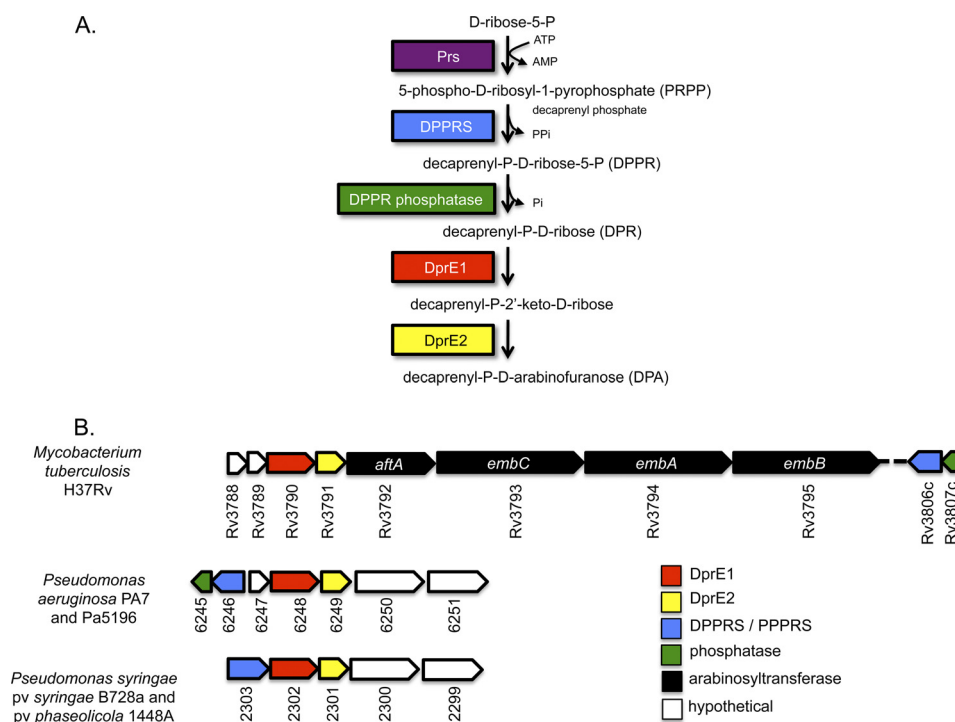 A.
D-ribose-5-P
Prs
ATP
AMP
5-phospho-D-ribosyl-1-pyrophosphate (PRPP)
DPPRS
decaprenyl phosphate
PPi
decaprenyl-P-D-ribose-5-P (DPPR)
DPPR phosphatase
Pi
decaprenyl-P-D-ribose (DPR)
DprE1
decaprenyl-P-2'-keto-D-ribose
DprE2
decaprenyl-P-D-arabinofuranose (DPA)
B.
Mycobacterium
tuberculosis
H37Rv
aftA
embC
embA
embB
Rv3788
Rv3789
Rv3790
Rv3791
Rv3792
Rv3793
Rv3794
Rv3795
Rv3806c
Rv3807c
Pseudomonas
aeruginosa PA7
and Pa5196
6245
6246
6247
6248
6249
6250
6251
Pseudomonas syringae
pv syringae B728a and
pv phaseolicola 1448A
2303
2302
2301
2300
2299
DprE1
DprE2
DPPRS / PPPRS
phosphatase
arabinosyltransferase
hypothetical